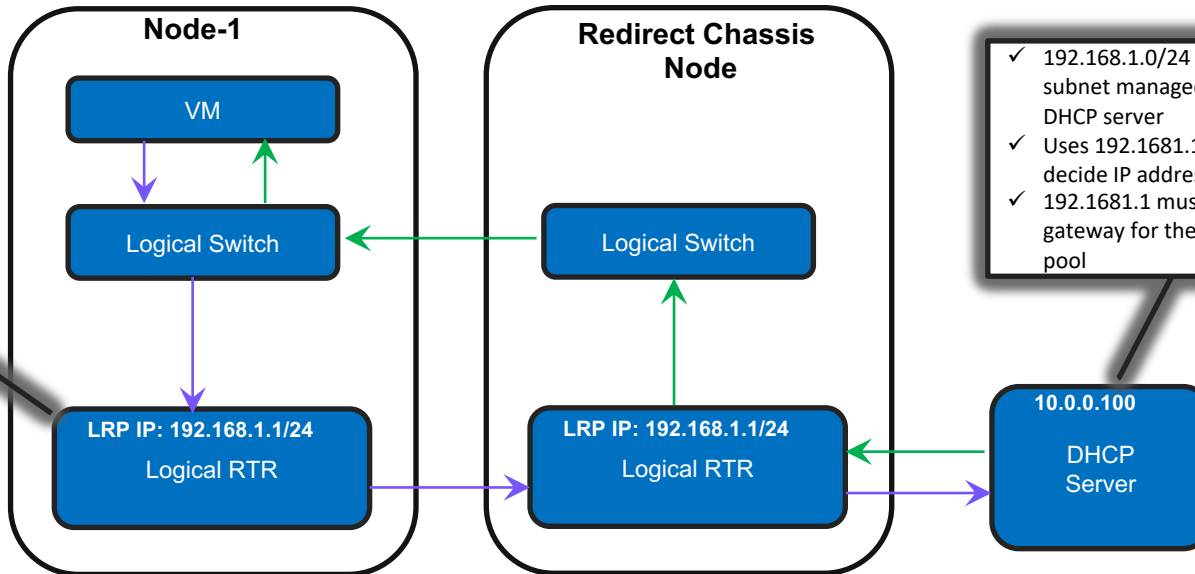 Node-1
VM
Logical Switch
LRP IP: 192.168.1.1/24
Logical RTR
Redirect Chassis
Node
Logical Switch
LRP IP: 192.168.1.1/24
Logical RTR
✓ 192.168.1.0/24
subnet managed
DHCP server
✓ Uses 192.1681.1
decide IP addres
✓ 192.1681.1 mus
gateway for the
pool
10.0.0.100
DHCP
Server